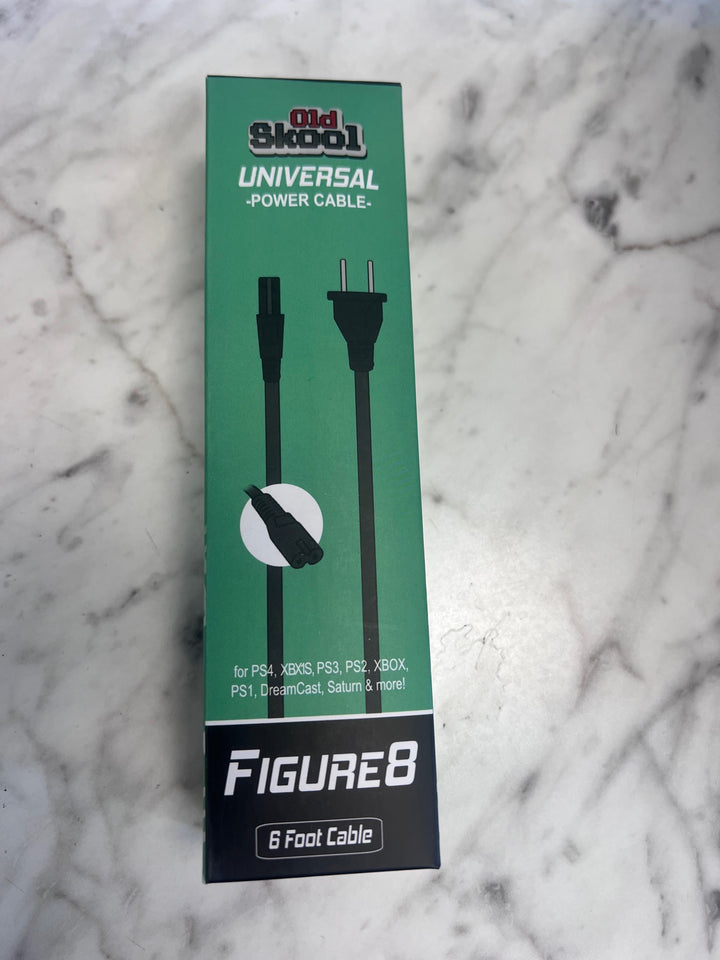 Old
Skool
UNIVERSAL
-POWER CABLE-
for PS4, XBX1S, PS3, PS2, XBOX,
PS1, DreamCast, Saturn & more!
FIGURE8
6 Foot Cable